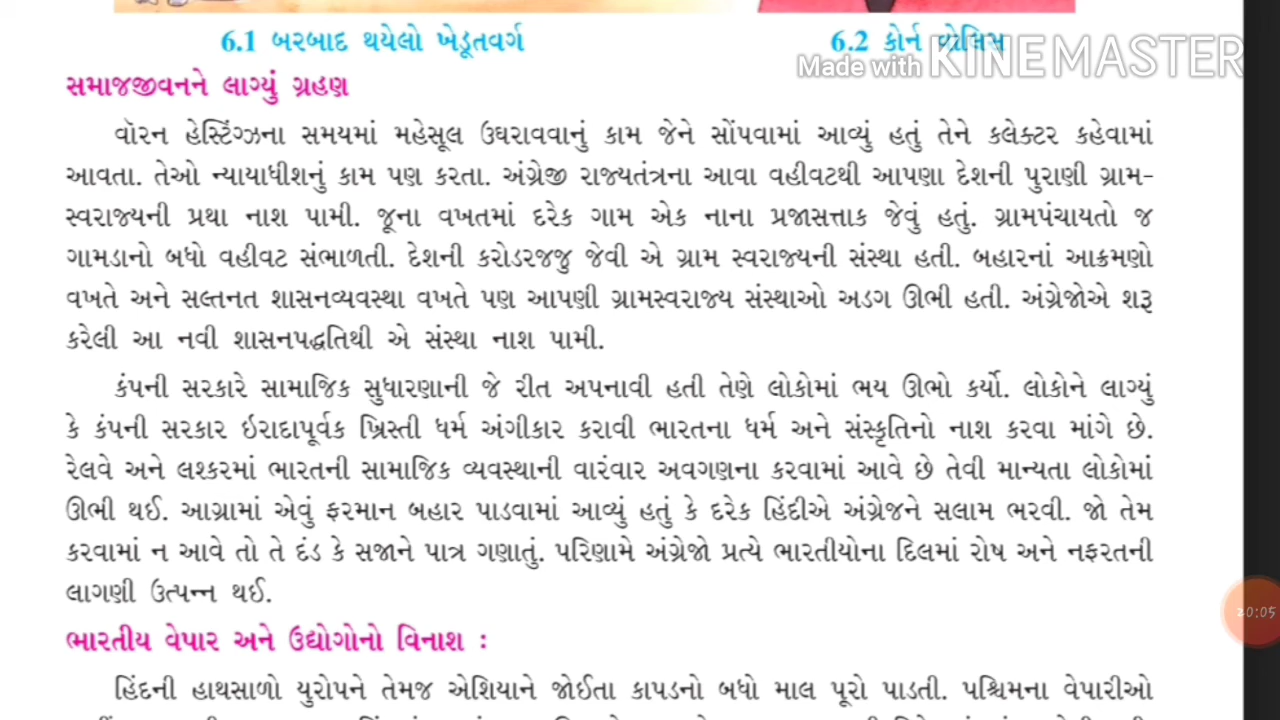 6.1 બરબાદ થયેલો ખેડૂતવર્ગ
6.2 કોર્ન વોલિસ
Made with KINEMASTER
સમાજજીવનને લાગ્યું ગ્રહણ
વૉરન હેસ્ટિંગ્ઝના સમયમાં મહેસૂલ ઉઘરાવવાનું કામ જેને સોંપવામાં આવ્યું હતું તેને કલેક્ટર કહેવામાં
આવતા. તેઓ ન્યાયાધીશનું કામ પણ કરતા. અંગ્રેજી રાજ્યતંત્રના આવા વહીવટથી આપણા દેશની પુરાણી ગ્રામ-
સ્વરાજ્યની પ્રથા નાશ પામી. જૂના વખતમાં દરેક ગામ એક નાના પ્રજાસત્તાક જેવું હતું. ગ્રામપંચાયતો જ
ગામડાનો બધો વહીવટ સંભાળતી. દેશની કરોડરજજુ જેવી એ ગ્રામ સ્વરાજ્યની સંસ્થા હતી. બહારનાં આક્રમણો
વખતે અને સલ્તનત શાસનવ્યવસ્થા વખતે પણ આપણી ગ્રામસ્વરાજ્ય સંસ્થાઓ અડગ ઊભી હતી. અંગ્રેજોએ શરૂ
કરેલી આ નવી શાસનપદ્ધતિથી એ સંસ્થા નાશ પામી.
કંપની સરકારે સામાજિક સુધારણાની જે રીત અપનાવી હતી તેણે લોકોમાં ભય ઊભો કર્યો. લોકોને લાગ્યું
કે કંપની સરકાર ઇરાદાપૂર્વક ખ્રિસ્તી ધર્મ અંગીકાર કરાવી ભારતના ધર્મ અને સંસ્કૃતિનો નાશ કરવા માંગે છે.
રેલવે અને લશ્કરમાં ભારતની સામાજિક વ્યવસ્થાની વારંવાર અવગણના કરવામાં આવે છે તેવી માન્યતા લોકોમાં
ઊભી થઈ. આગ્રામાં એવું ફરમાન બહાર પાડવામાં આવ્યું હતું કે દરેક હિંદીએ અંગ્રેજને સલામ ભરવી. જો તેમ
કરવામાં ન આવે તો તે દંડ કે સજાને પાત્ર ગણાતું. પરિણામે અંગ્રેજો પ્રત્યે ભારતીયોના દિલમાં રોષ અને નફરતની
લાગણી ઉત્પન્ન થઈ.
20:05
ભારતીય વેપાર અને ઉદ્યોગોનો વિનાશ :
હિંદની હાથસાળો યુરોપને તેમજ એશિયાને જોઈતા કાપડનો બધો માલ પૂરો પાડતી. પશ્ચિમના વેપારીઓ